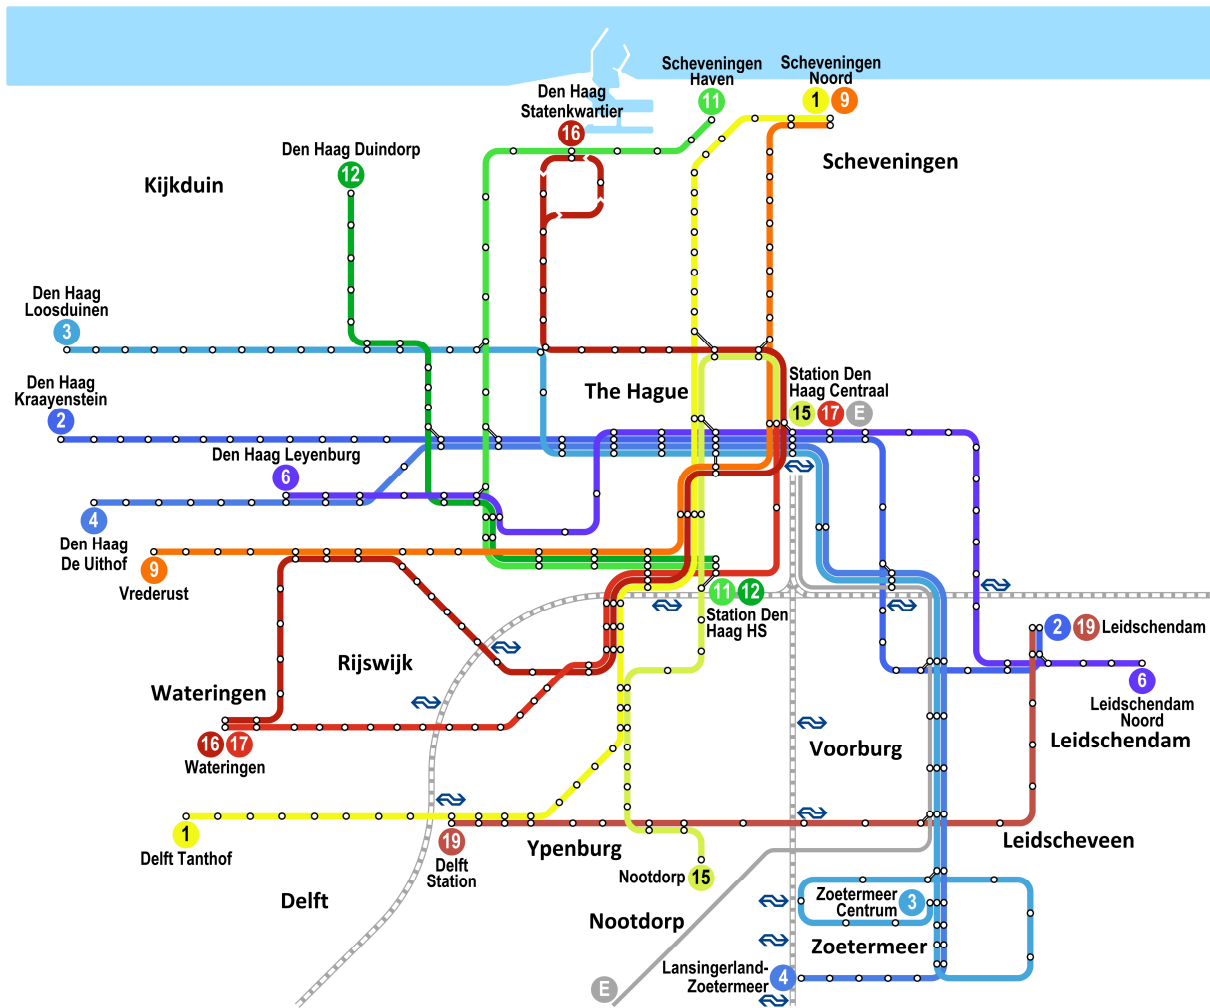 Scheveningen
Haven
11
Scheveningen
Noord
1 9
Den Haag
Statenkwartier
16
Den Haag Duindorp
12
Kijkduin
Scheveningen
Den Haag
Loosduinen
3
Den Haag
Kraayenstein
2
The Hague
Station Den
Haag Centraal
15 17 E
Den Haag Leyenburg
6
4
Den Haag
De Uithof
9
Vrederust
11 12
Station Den
Haag HS
2 19 Leidschendam
Rijswijk
6
Leidschendam
Noord
Wateringen
16 17
Wateringen
Voorburg
Leidschendam
1
Delft Tanthof
19
Delft
Station
Ypenburg
Leidscheveen
Nootdorp 15
Delft
Nootdorp
Zoetermeer
Centrum
3
Zoetermeer
Lansingerland-
Zoetermeer
4
E